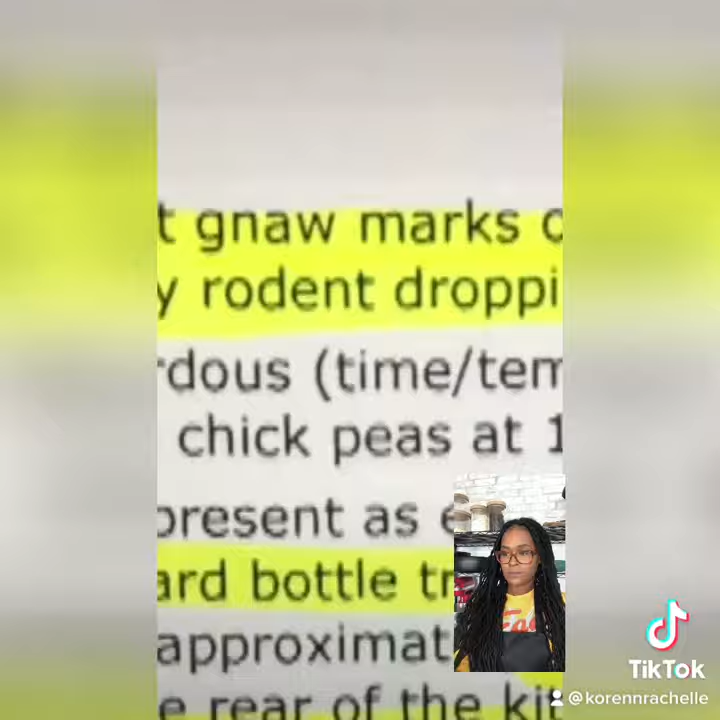 t gnaw marks
y rodent droppi
rdous (time/tem
chick peas at 1
present as e
ard bottle tr
approximat
e rear of the kit
TikTok
@korennrachelle